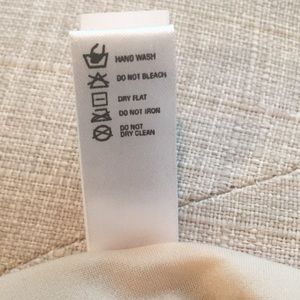 HAND WASH
DO NOT BLEACH
DRY FLAT
DO NOT IRON
DO NOT
DRY CLEAN